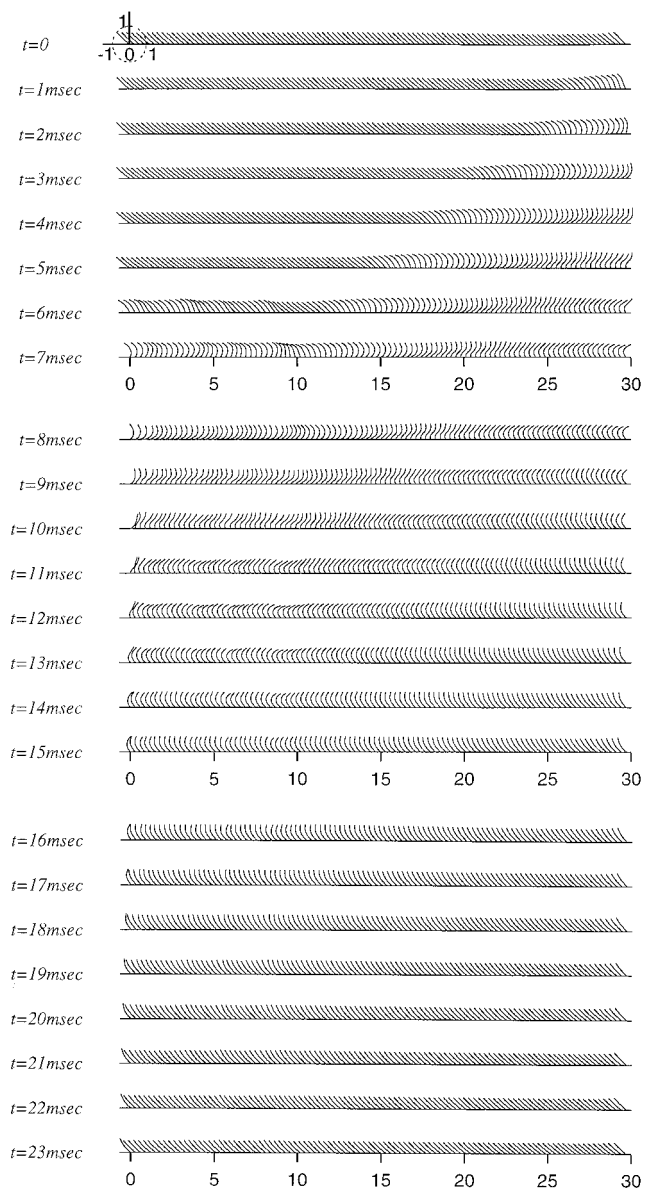 1
t=0
-1 0 1
t=1msec
t=2msec
t=3msec
t=4msec
t=5msec
t=6msec
t=7msec
0 5 10 15 20 25 30
t=8msec
t=9msec
t=10msec
t=11msec
t=12msec
t=13msec
t=14msec
t=15msec
0 5 10 15 20 25 30
t=16msec
t=17msec
t=18msec
t=19msec
t=20msec
t=21msec
t=22msec
t=23msec
0 5 10 15 20 25 30